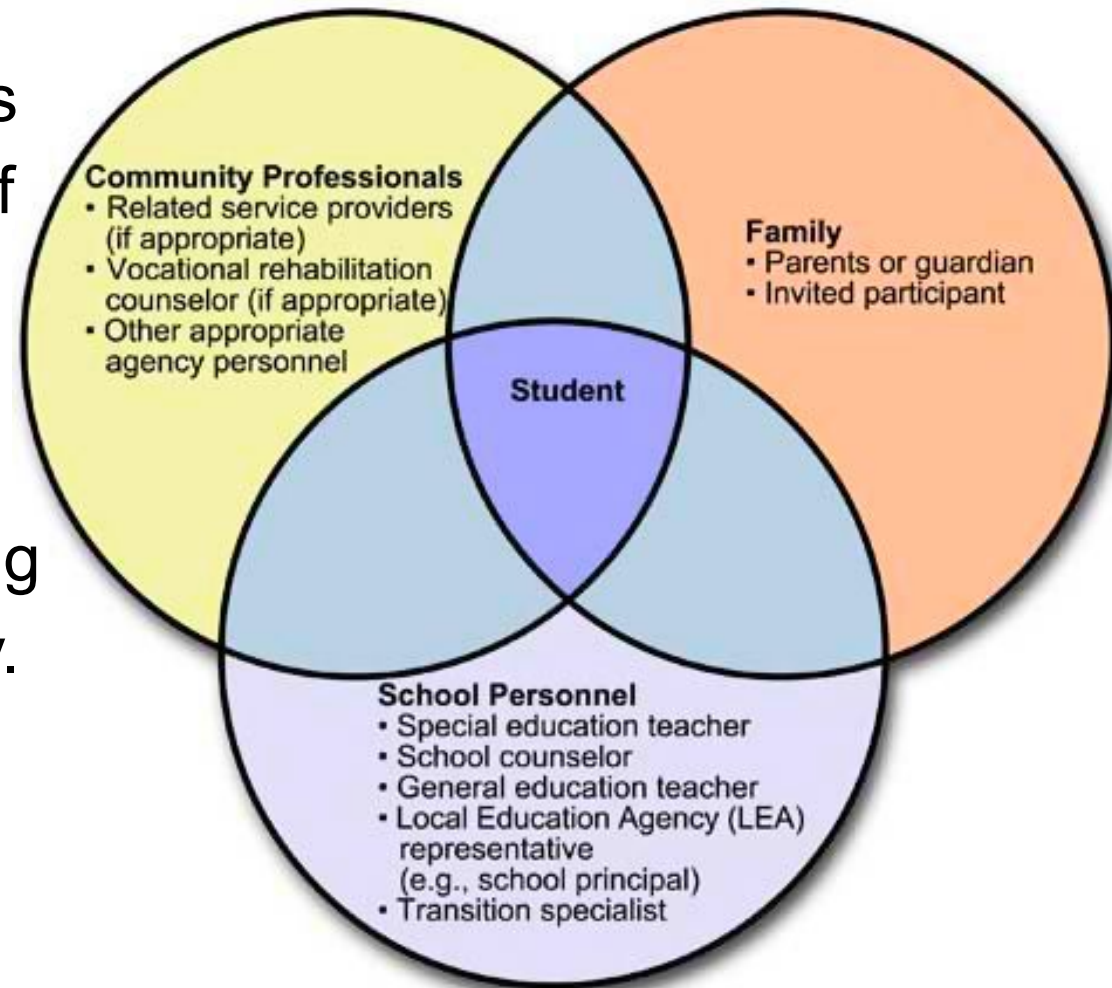 s
f
g
y.
Community Professionals
• Related service providers
(if appropriate)
• Vocational rehabilitation
counselor (if appropriate)
• Other appropriate
agency personnel
Family
• Parents or guardian
• Invited participant
Student
School Personnel
• Special education teacher
• School counselor
• General education teacher
• Local Education Agency (LEA)
representative
(e.g., school principal)
• Transition specialist